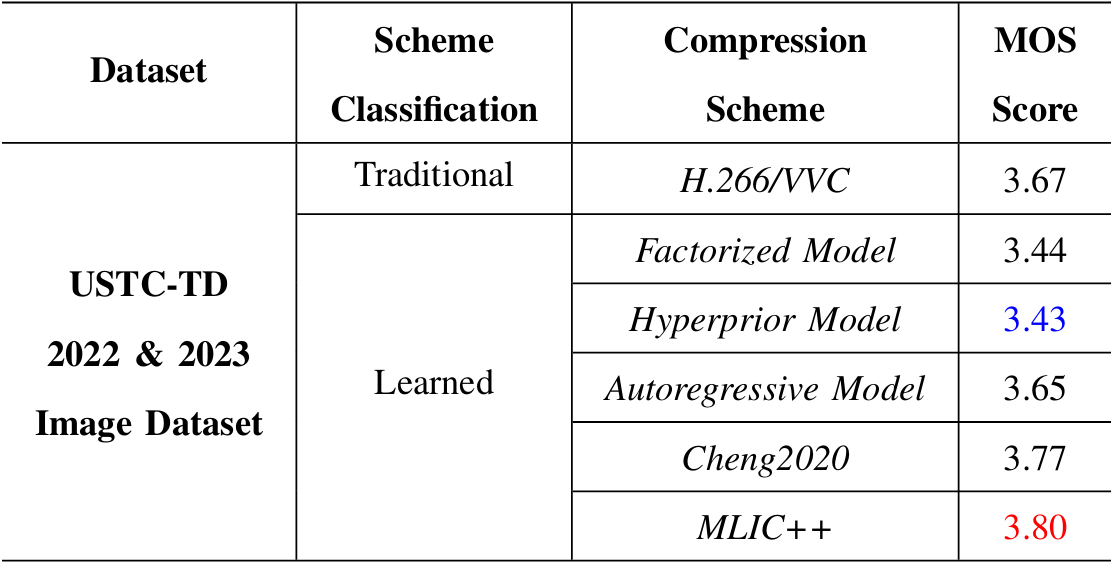 Dataset
Scheme
Classification
Compression
Scheme
MOS
Score
USTC-TD
2022 & 2023
Image Dataset
Traditional
H.266/VVC
3.67
Learned
Factorized Model
3.44
Hyperprior Model
3.43
Autoregressive Model
3.65
Cheng2020
3.77
MLIC++
3.80